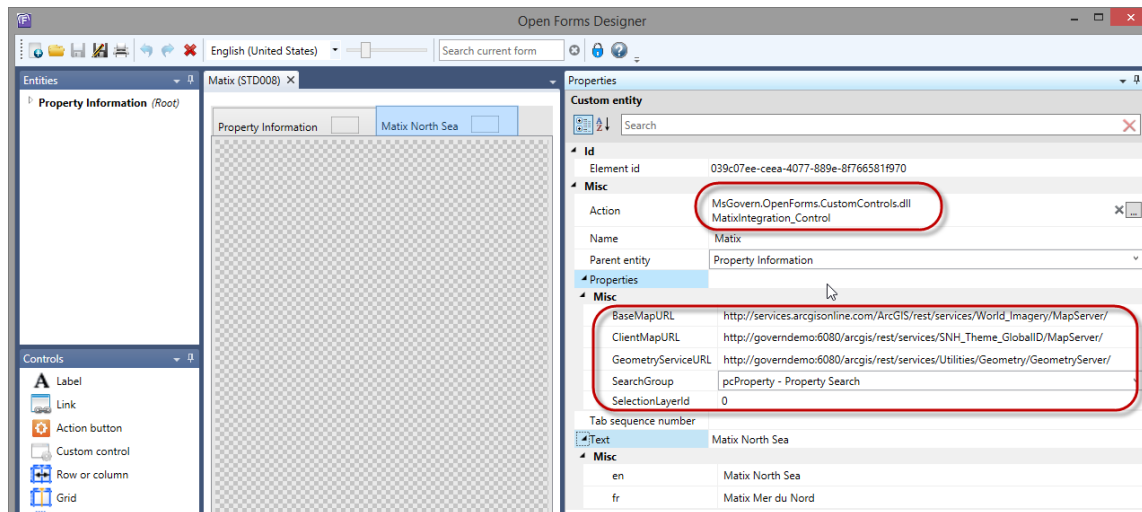 Open Forms Designer
English (United States)
Search current form
Entities
Property Information (Root)
Controls
Label
Link
Action button
Custom control
Row or column
Grid
Matix (STD008)
Property Information
Matix North Sea
Properties
Custom entity
Search
Id
Element id 039c07ee-ceea-4077-889e-8f766581f970
Misc
Action MsGovern.OpenForms.CustomControls.dll
MatixIntegration_Control
Name Matix
Parent entity Property Information
Properties
Misc
BaseMapURL http://services.arcgisonline.com/ArcGIS/rest/services/World_Imagery/MapServer/
ClientMapURL http://governdemo:6080/arcgis/rest/services/SNH_Theme_GlobalID/MapServer/
GeometryServiceURL http://governdemo:6080/arcgis/rest/services/Utilities/Geometry/GeometryServer/
SearchGroup pcProperty - Property Search
SelectionLayerId 0
Tab sequence number
Text Matix North Sea
Misc
en Matix North Sea
fr Matix Mer du Nord